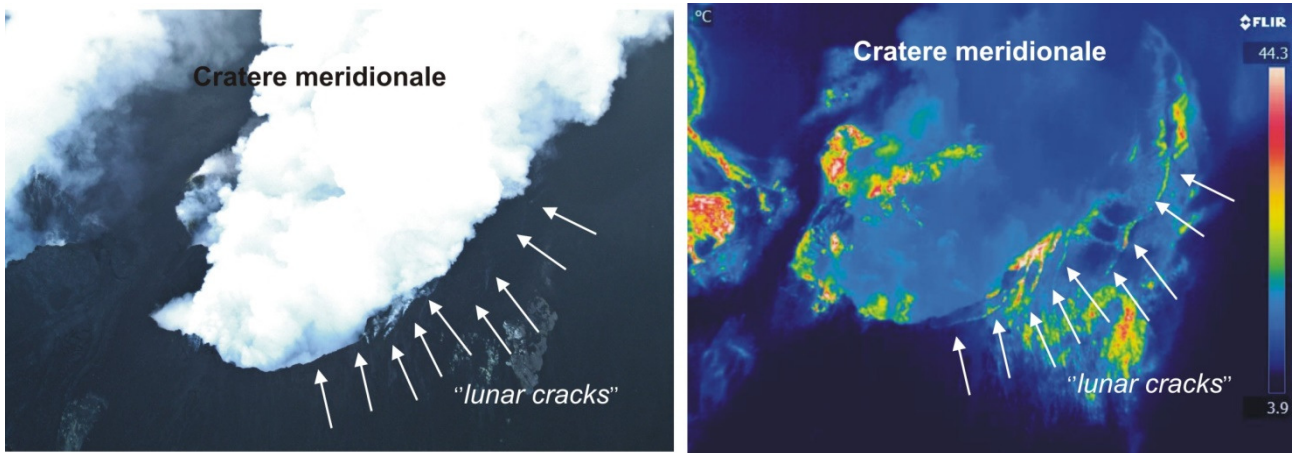 Cratere meridionale
"lunar cracks"
°C
FLIR
Cratere meridionale
44.3
"lunar cracks"
3.9